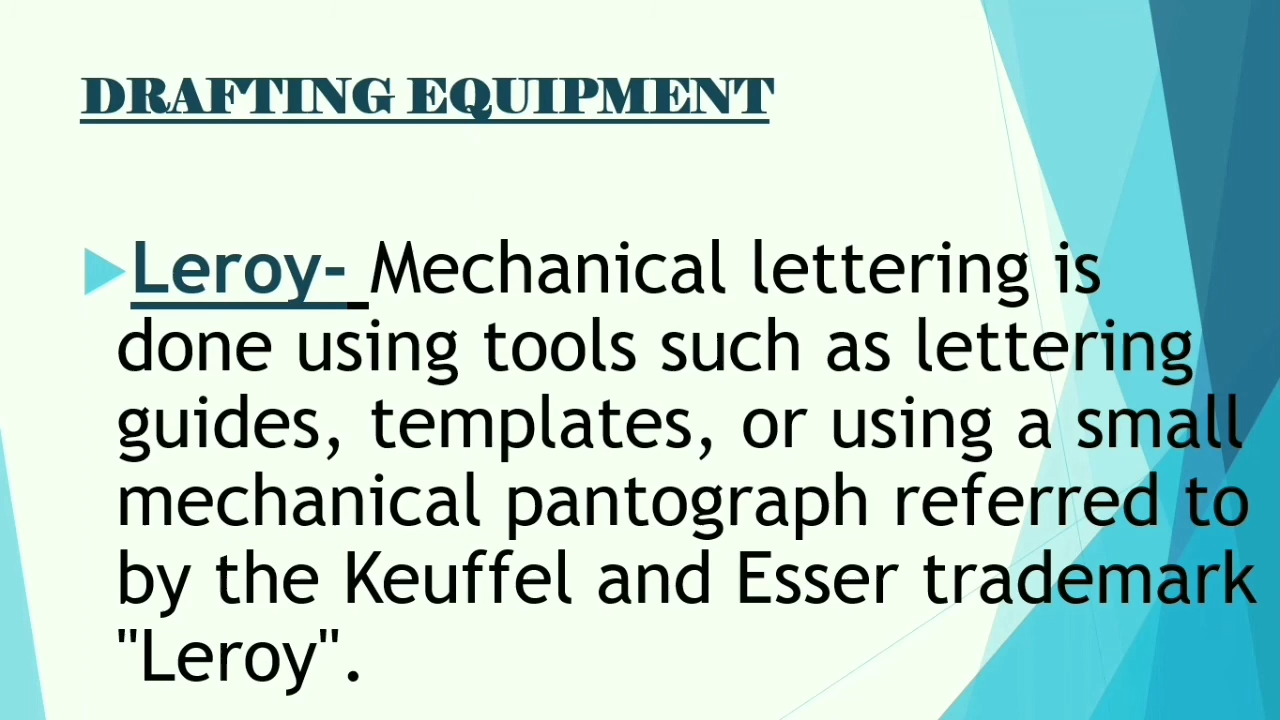 DRAFTING EQUIPMENT
Leroy- Mechanical lettering is
done using tools such as lettering
guides, templates, or using a small
mechanical pantograph referred to
by the Keuffel and Esser trademark
"Leroy".